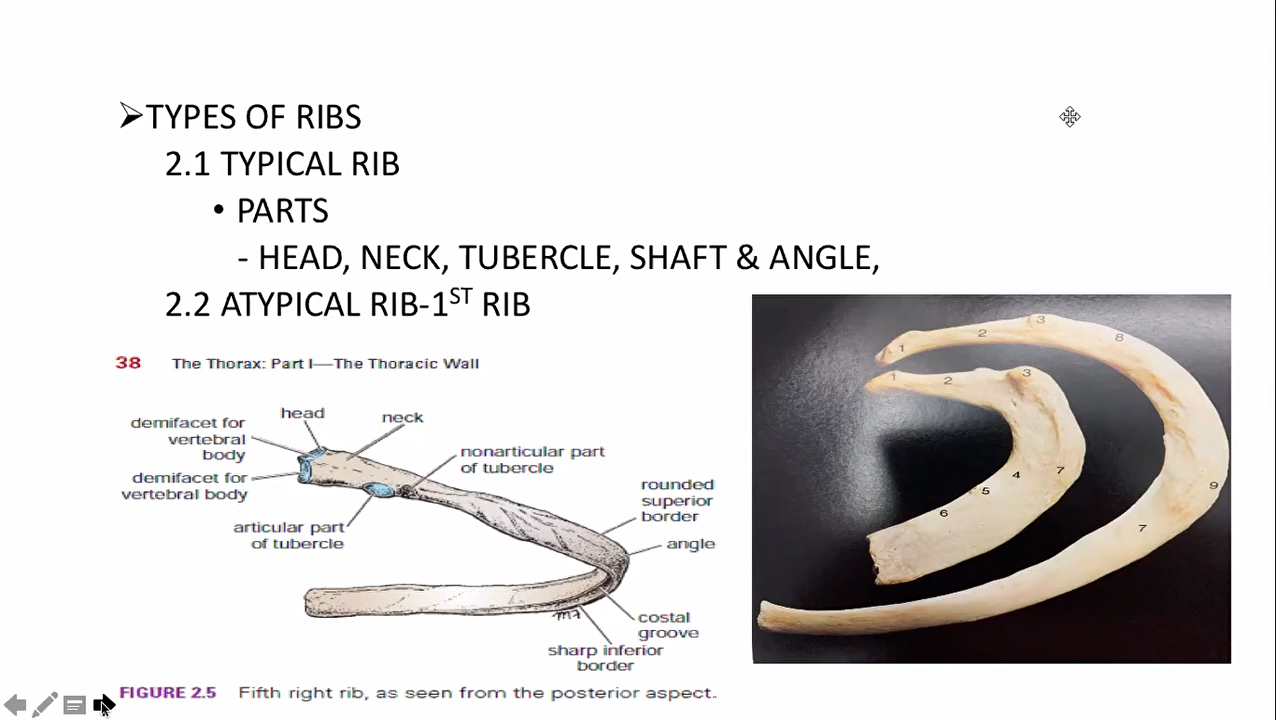 ➢TYPES OF RIBS
2.1 TYPICAL RIB
• PARTS
- HEAD, NECK, TUBERCLE, SHAFT & ANGLE,
2.2 ATYPICAL RIB-1ST RIB
38 The Thorax: Part I—The Thoracic Wall
head
neck
demifacet for
vertebral
body
demifacet for
vertebral body
nonarticular part
of tubercle
articular part
of tubercle
rounded
superior
border
angle
costal
groove
sharp inferior
border
FIGURE 2.5 Fifth right rib, as seen from the posterior aspect.
1
2
3
8
1
2
3
4
7
5
6
9
7